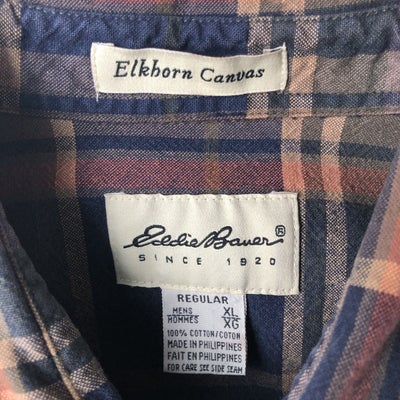 Elkhorn Canvas
Eddie Bauer®
SINCE 1920
REGULAR
MENS XL
HOMMES XG
100% COTTON/COTON
MADE IN PHILIPPINES
FAIT EN PHILIPPINES
FOR CARE SEE SIDE SEAM